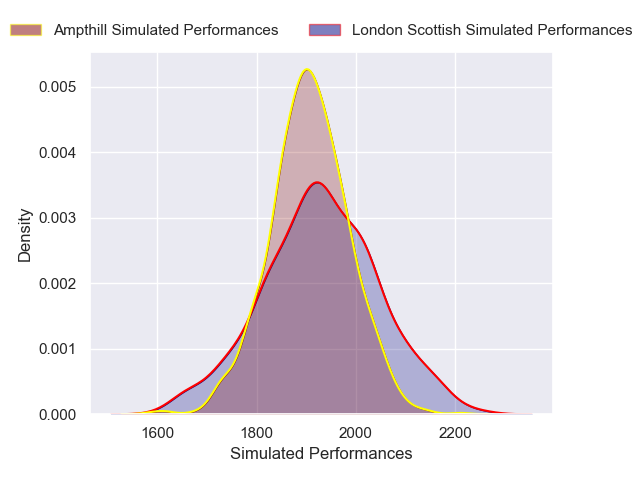 Ampthill Simulated Performances London Scottish Simulated Performances
0.005
0.004
0.003
0.002
0.001
0.000
Density
1600 1800 2000 2200
Simulated Performances